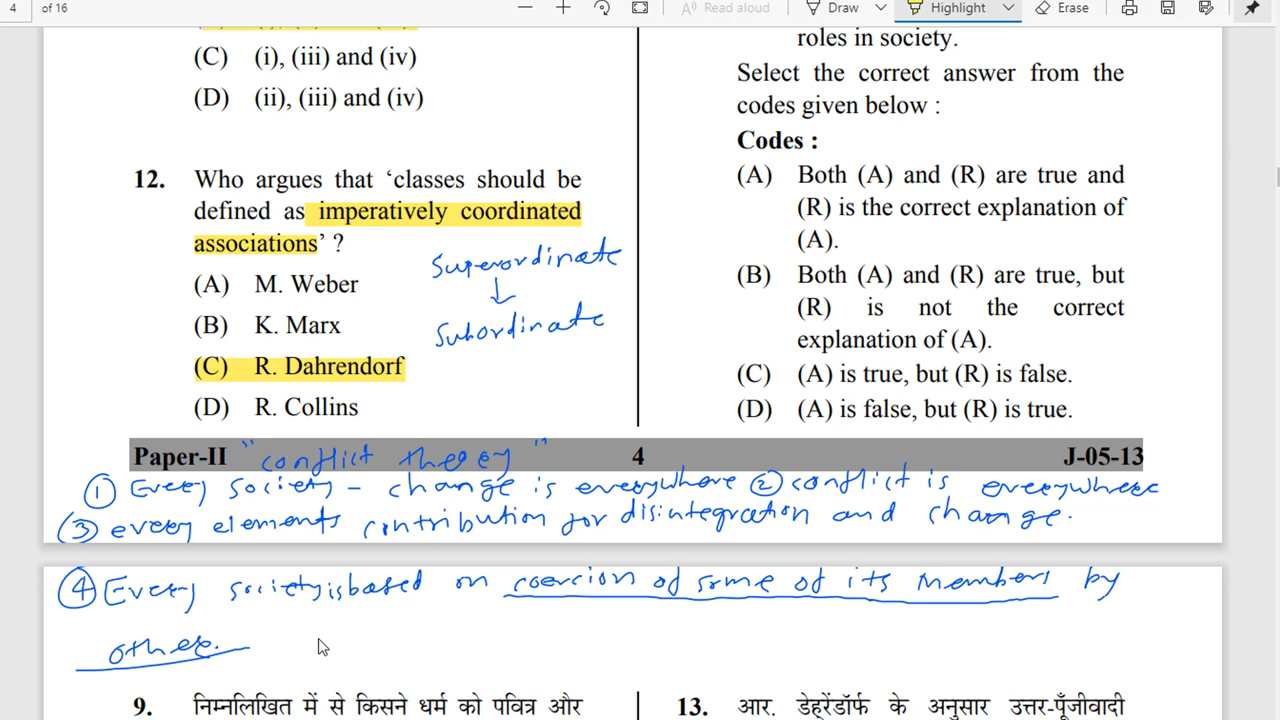 4 of 16
Read aloud
Draw
Highlight
Erase
(C) (i), (iii) and (iv)
(D) (ii), (iii) and (iv)
12. Who argues that ‘classes should be
defined as imperatively coordinated
associations’ ?
(A) M. Weber
(B) K. Marx
(C) R. Dahrendorf
(D) R. Collins
Superordinate
↓
Subordinate
roles in society.
Select the correct answer from the
codes given below :
Codes :
(A) Both (A) and (R) are true and
(R) is the correct explanation of
(A).
(B) Both (A) and (R) are true, but
(R) is not the correct
explanation of (A).
(C) (A) is true, but (R) is false.
(D) (A) is false, but (R) is true.
Paper-II "conflict theory" 4 J-05-13
① Every society – change is everywhere ② conflict is everywhere
③ every elements contribution for disintegration and change.
④ Every society is based on coercion of some of its members by
other.
9. निम्नलिखित में से किसने धर्म को पवित्र और
13. आर. डेह्रेंडॉर्फ के अनुसार उत्तर-पूँजीवादी